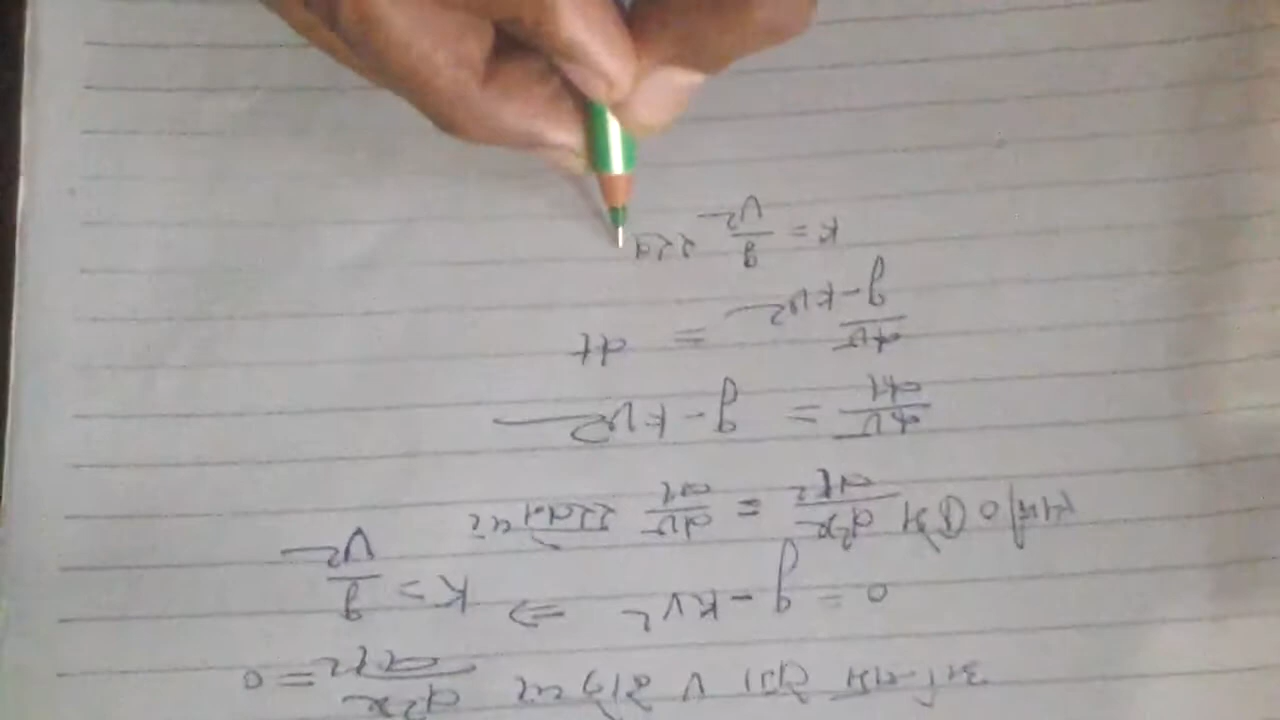 अन्तिम वेग V होने पर d²x/dt² = 0
0 = g - kV² ⇒ K = g/V²
समी० ① में d²x/dt² = dv/dt रखने पर
dv/dt = g - kv²
dv/(g - kv²) = dt
K = g/V² रख